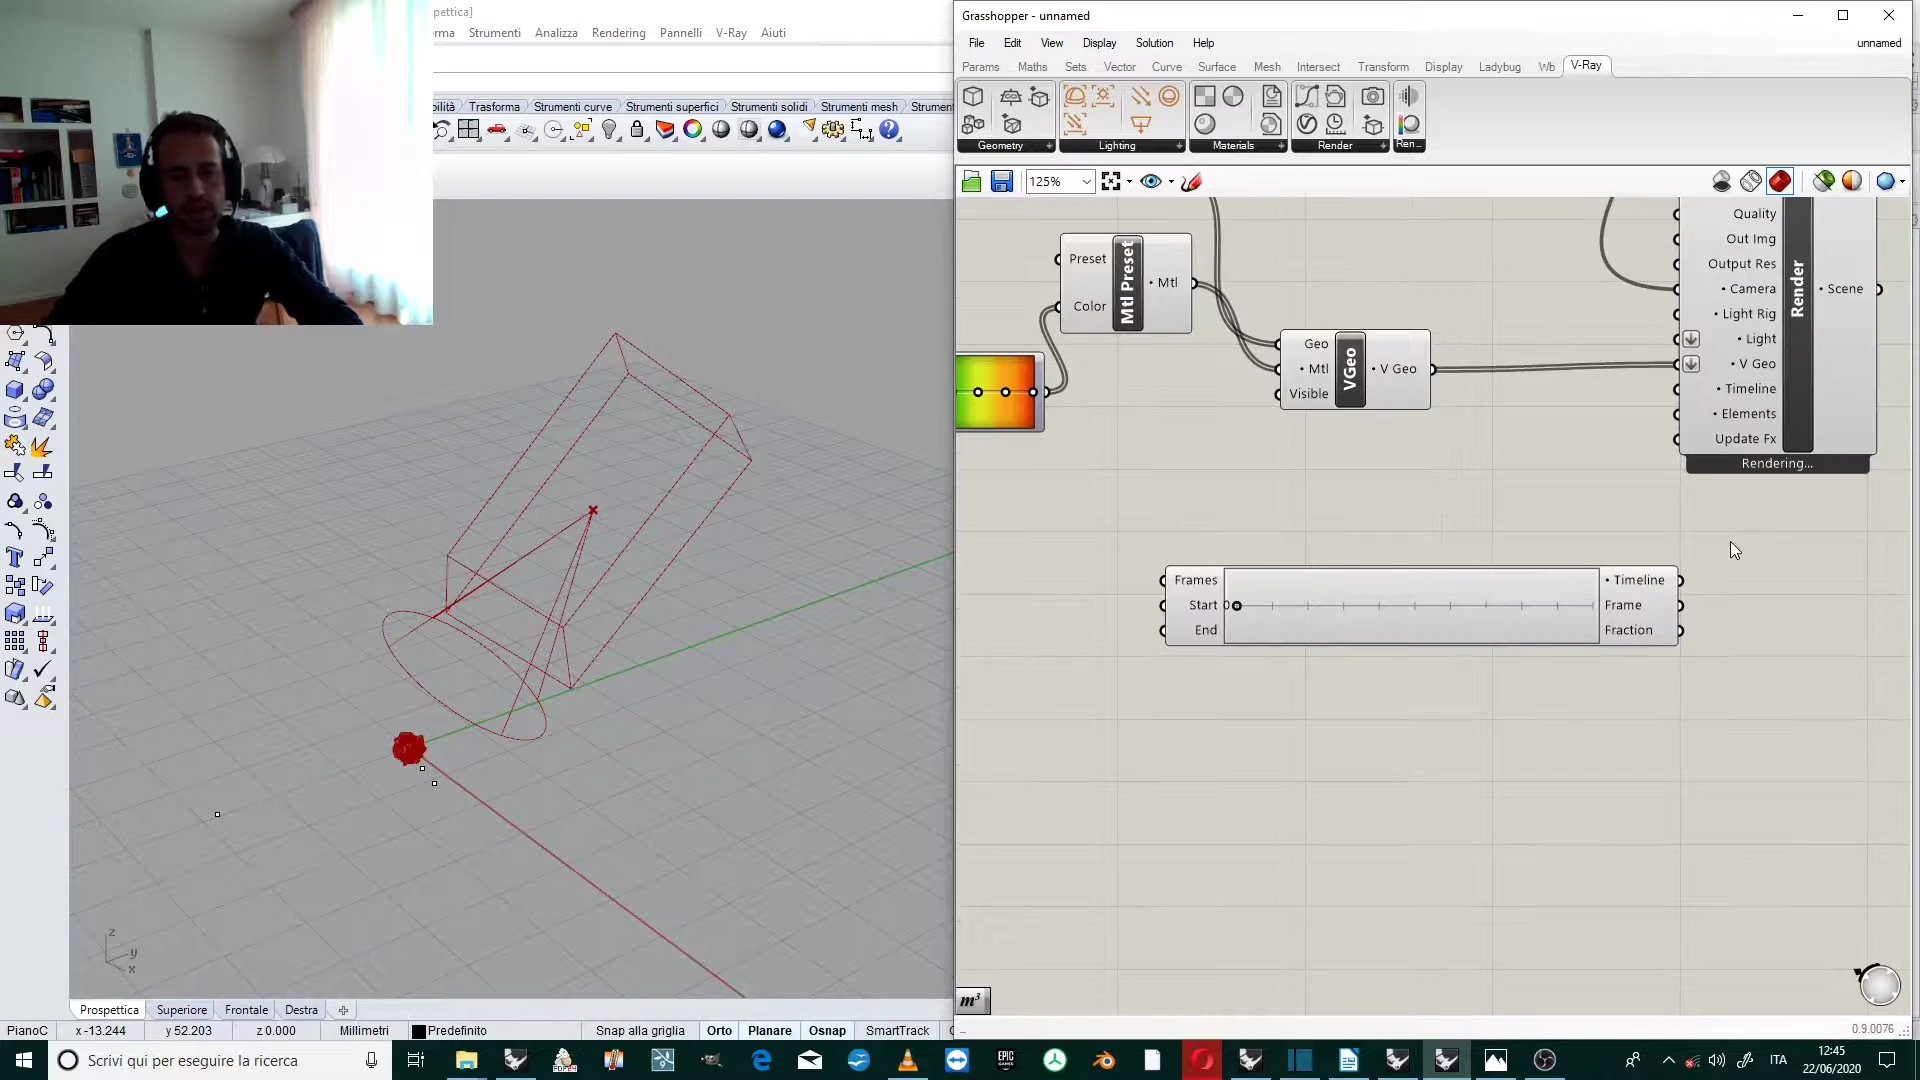 pettica]
rma Strumenti Analizza Rendering Pannelli V-Ray Aiuti
bilità Trasforma Strumenti curve Strumenti superfici Strumenti solidi Strumenti mesh Strumen
Grasshopper - unnamed
File Edit View Display Solution Help
unnamed
Params Maths Sets Vector Curve Surface Mesh Intersect Transform Display Ladybug Wb V-Ray
Geometry Lighting Materials Render Ren...
125%
Preset
Color
Mtl Preset
• Mtl
Geo
• Mtl
Visible
VGeo
• V Geo
Quality
Out Img
Output Res
• Camera
• Light Rig
• Light
• V Geo
• Timeline
• Elements
Update Fx
Render
• Scene
Rendering...
Frames
Start
End
0
• Timeline
Frame
Fraction
z
y
x
m³
Prospettica Superiore Frontale Destra
PianoC x -13.244 y 52.203 z 0.000 Millimetri Predefinito Snap alla griglia Orto Planare Osnap SmartTrack
0.9.0076
Scrivi qui per eseguire la ricerca
EPIC GAMES
ITA
12:45
22/06/2020